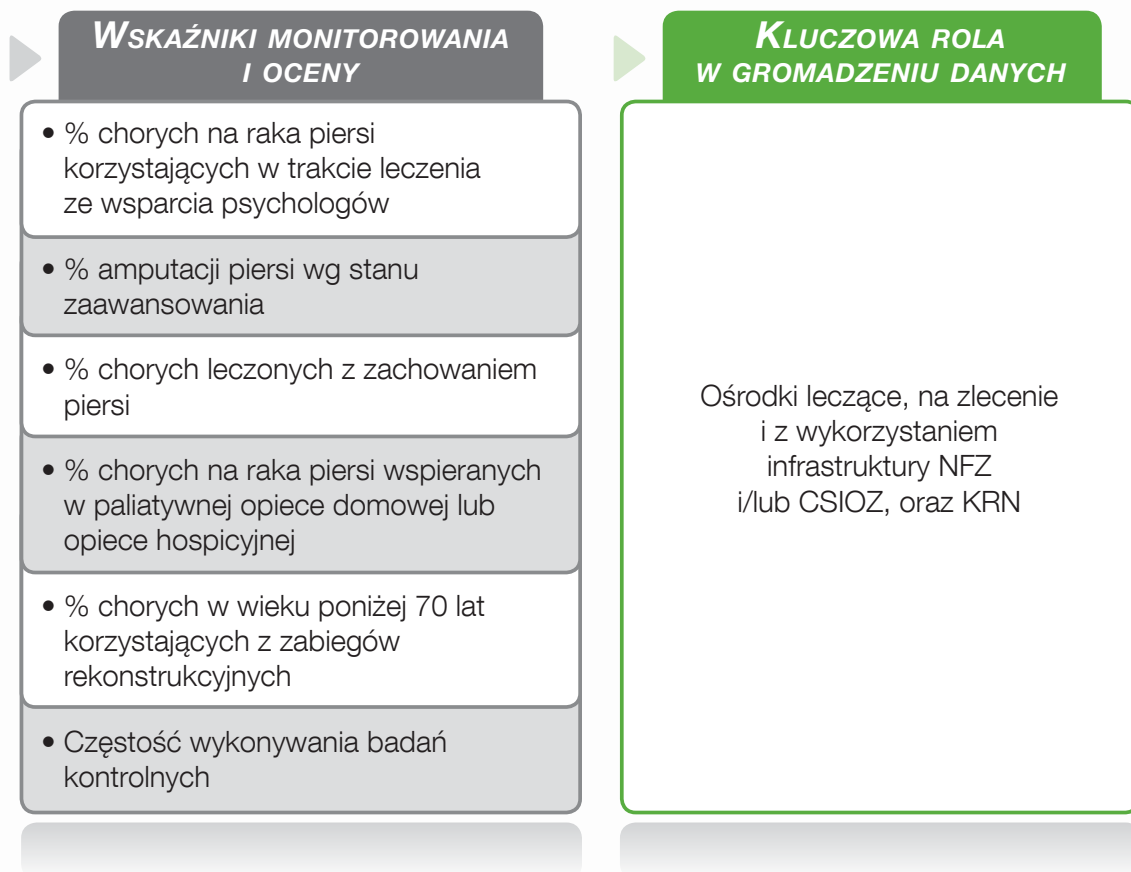 WSKAŹNIKI MONITOROWANIA
I OCENY
• % chorych na raka piersi
korzystających w trakcie leczenia
ze wsparcia psychologów
• % amputacji piersi wg stanu
zaawansowania
• % chorych leczonych z zachowaniem
piersi
• % chorych na raka piersi wspieranych
w paliatywnej opiece domowej lub
opiece hospicyjnej
• % chorych w wieku poniżej 70 lat
korzystających z zabiegów
rekonstrukcyjnych
• Częstość wykonywania badań
kontrolnych
KLUCZOWA ROLA
W GROMADZENIU DANYCH
Ośrodki leczące, na zlecenie
i z wykorzystaniem
infrastruktury NFZ
i/lub CSIOZ, oraz KRN